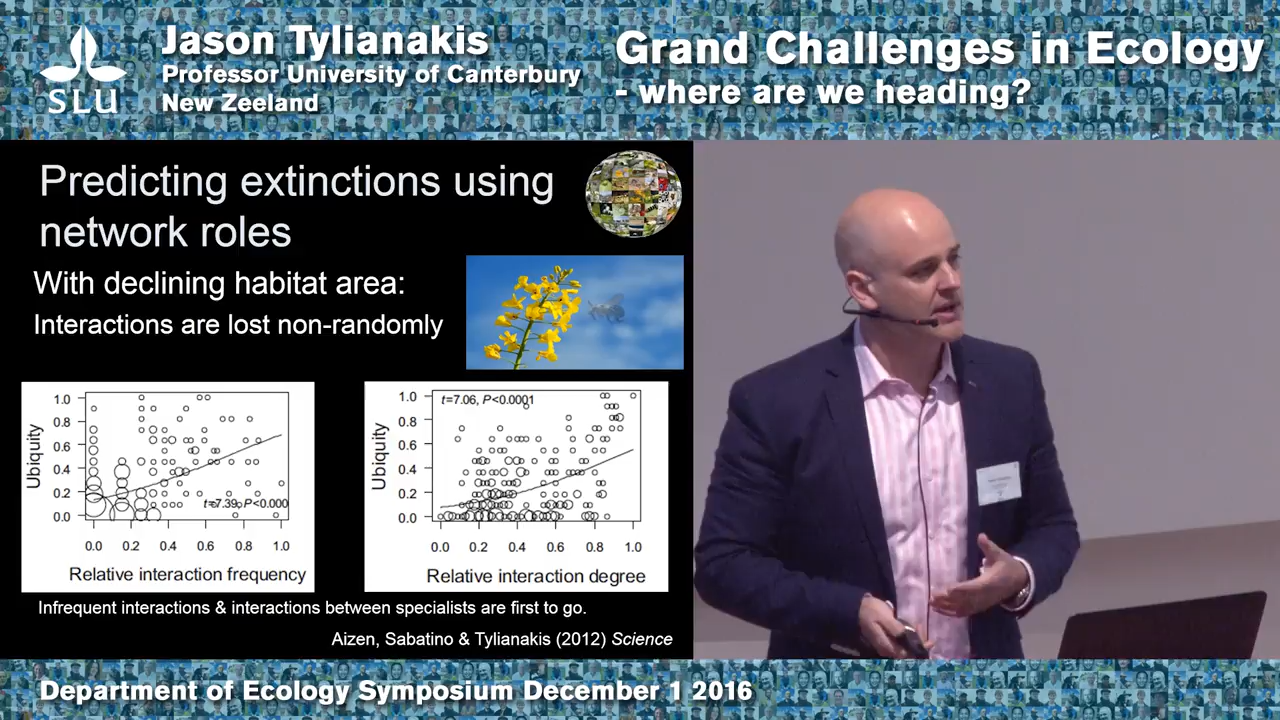 SLU
Jason Tylianakis
Professor University of Canterbury
New Zeeland
Grand Challenges in Ecology
- where are we heading?
Predicting extinctions using
network roles
With declining habitat area:
Interactions are lost non-randomly
1.0
0.8
0.6
0.4
0.2
0.0
Ubiquity
t=7.39, P<0.000
0.0 0.2 0.4 0.6 0.8 1.0
Relative interaction frequency
1.0
0.8
0.6
0.4
0.2
0.0
Ubiquity
t=7.06, P<0.0001
0.0 0.2 0.4 0.6 0.8 1.0
Relative interaction degree
Infrequent interactions & interactions between specialists are first to go.
Aizen, Sabatino & Tylianakis (2012) Science
Department of Ecology Symposium December 1 2016